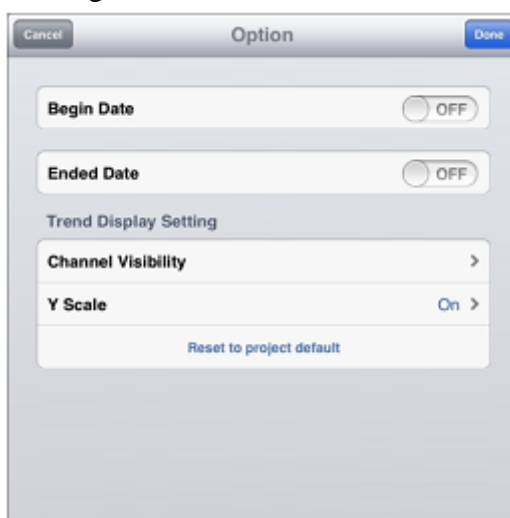 Cancel
Option
Done
Begin Date
OFF
Ended Date
OFF
Trend Display Setting
Channel Visibility
Y Scale
On
Reset to project default